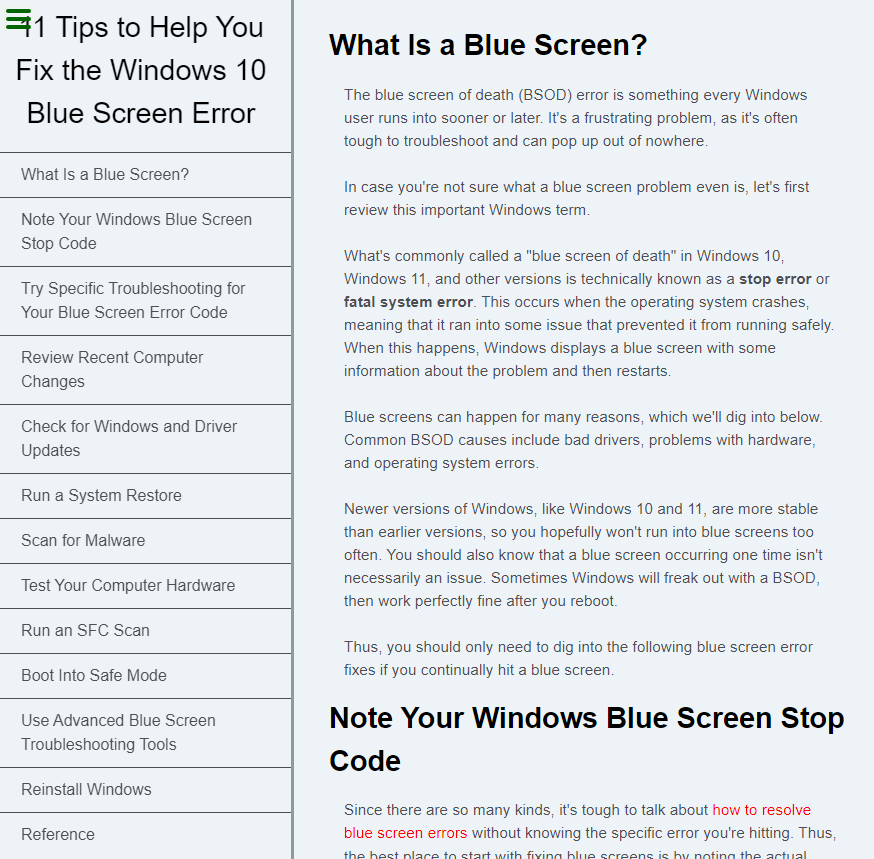 11 Tips to Help You
Fix the Windows 10
Blue Screen Error
What Is a Blue Screen?
Note Your Windows Blue Screen
Stop Code
Try Specific Troubleshooting for
Your Blue Screen Error Code
Review Recent Computer
Changes
Check for Windows and Driver
Updates
Run a System Restore
Scan for Malware
Test Your Computer Hardware
Run an SFC Scan
Boot Into Safe Mode
Use Advanced Blue Screen
Troubleshooting Tools
Reinstall Windows
Reference
What Is a Blue Screen?
The blue screen of death (BSOD) error is something every Windows
user runs into sooner or later. It's a frustrating problem, as it's often
tough to troubleshoot and can pop up out of nowhere.
In case you're not sure what a blue screen problem even is, let's first
review this important Windows term.
What's commonly called a "blue screen of death" in Windows 10,
Windows 11, and other versions is technically known as a stop error or
fatal system error. This occurs when the operating system crashes,
meaning that it ran into some issue that prevented it from running safely.
When this happens, Windows displays a blue screen with some
information about the problem and then restarts.
Blue screens can happen for many reasons, which we'll dig into below.
Common BSOD causes include bad drivers, problems with hardware,
and operating system errors.
Newer versions of Windows, like Windows 10 and 11, are more stable
than earlier versions, so you hopefully won't run into blue screens too
often. You should also know that a blue screen occurring one time isn't
necessarily an issue. Sometimes Windows will freak out with a BSOD,
then work perfectly fine after you reboot.
Thus, you should only need to dig into the following blue screen error
fixes if you continually hit a blue screen.
Note Your Windows Blue Screen Stop
Code
Since there are so many kinds, it's tough to talk about how to resolve
blue screen errors without knowing the specific error you're hitting. Thus,
the best place to start with fixing blue screens is by noting the actual